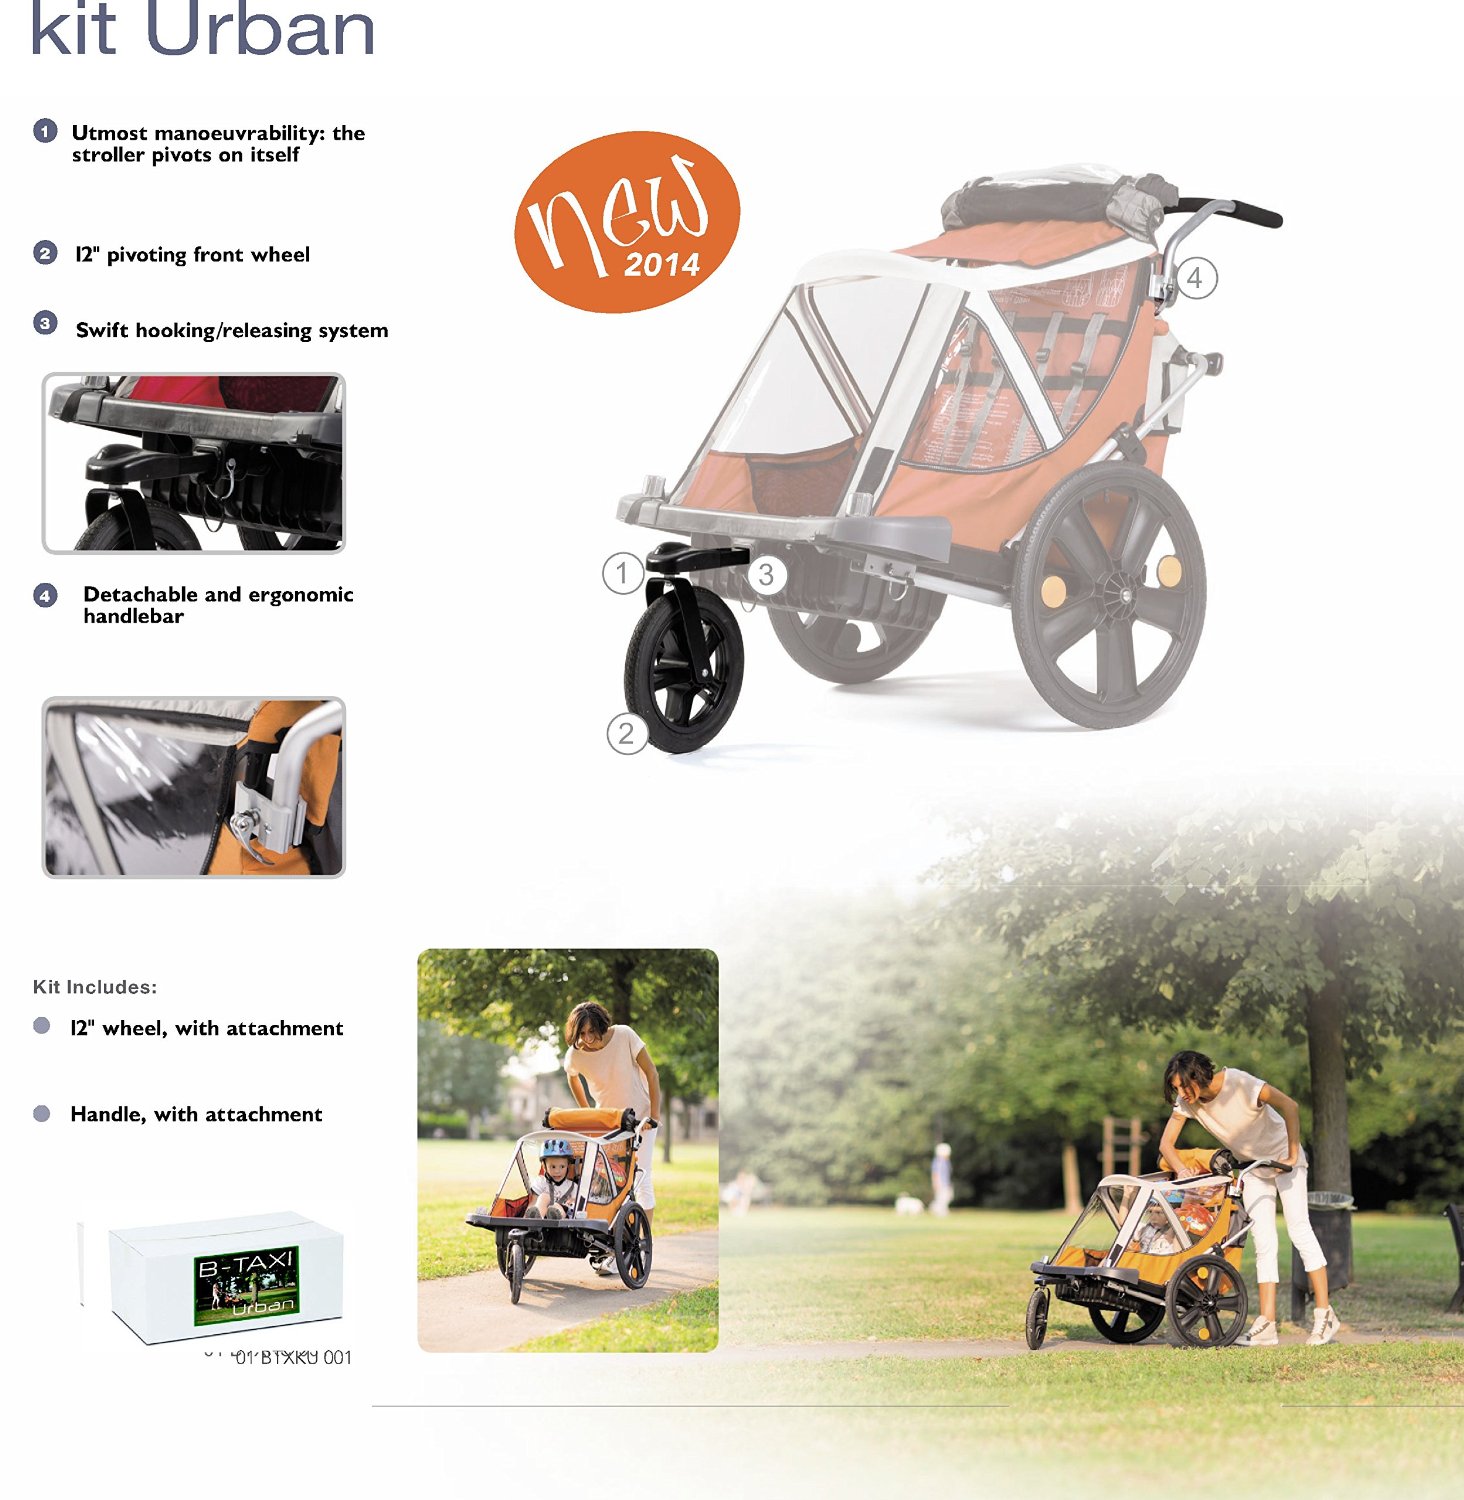 kit Urban
1 Utmost manoeuvrability: the
stroller pivots on itself
2 12" pivoting front wheel
3 Swift hooking/releasing system
4 Detachable and ergonomic
handlebar
new
2014
4
1
3
2
Kit Includes:
12" wheel, with attachment
Handle, with attachment
B-TAXI
Urban
01 BTXKU 001